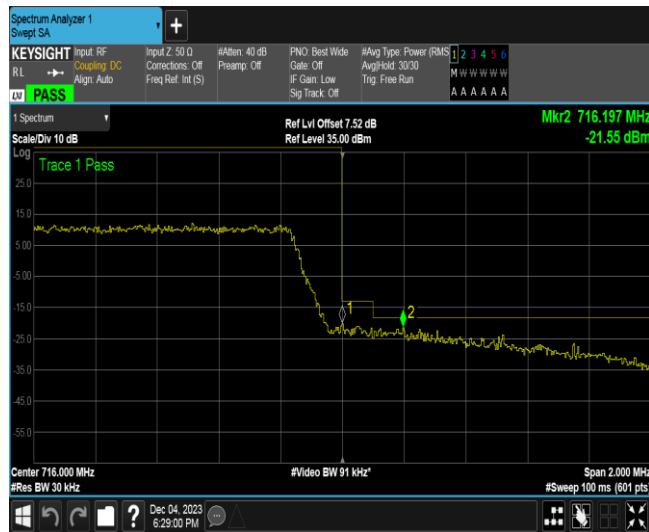 Spectrum Analyzer 1
Swept SA
+
KEYSIGHT Input: RF Input Z: 50 Ω #Atten: 40 dB PNO: Best Wide #Avg Type: Power (RMS 1 2 3 4 5 6
RL Coupling: DC Corrections: Off Preamp: Off Gate: Off Avg|Hold: 30/30 M W W W W W
Align: Auto Freq Ref: Int (S) IF Gain: Low Trig: Free Run
LXI PASS Sig Track: Off A A A A A A
1 Spectrum Ref Lvl Offset 7.52 dB Mkr2 716.197 MHz
Scale/Div 10 dB Ref Level 35.00 dBm -21.55 dBm
Log
Trace 1 Pass
25.0
15.0
5.00
-5.00
-15.0
1
2
-25.0
-35.0
-45.0
-55.0
Center 716.000 MHz #Video BW 91 kHz* Span 2.000 MHz
#Res BW 30 kHz #Sweep 100 ms (601 pts
? Dec 04, 2023
6:29:00 PM